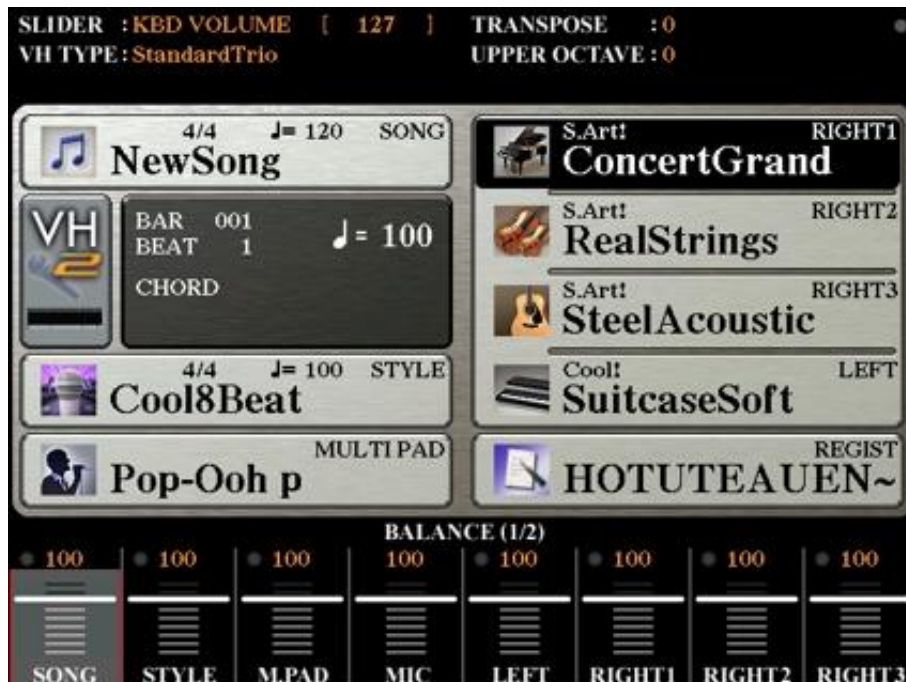 SLIDER : KBD VOLUME [ 127 ]
TRANSPOSE : 0
VH TYPE : StandardTrio
UPPER OCTAVE : 0
4/4 ♩= 120 SONG
NewSong
VH
2
BAR 001
BEAT 1
♩= 100
CHORD
4/4 ♩= 100 STYLE
Cool8Beat
MULTI PAD
Pop-Ooh p
S.Art! RIGHT1
ConcertGrand
S.Art! RIGHT2
RealStrings
S.Art! RIGHT3
SteelAcoustic
Cool! LEFT
SuitcaseSoft
REGIST
HOTUTEAUEN~
BALANCE (1/2)
100 100 100 100 100 100 100 100
SONG STYLE M.PAD MIC LEFT RIGHT1 RIGHT2 RIGHT3